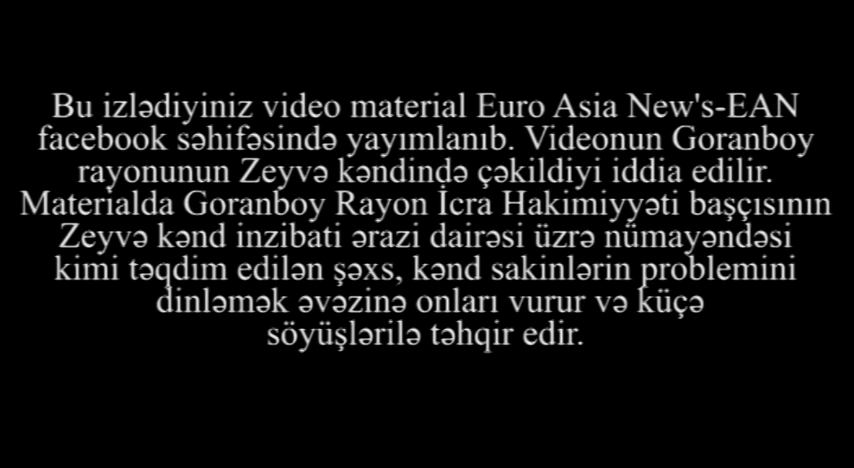 Bu izlədiyiniz video material Euro Asia New's-EAN
facebook səhifəsində yayımlanıb. Videonun Goranboy
rayonunun Zeyvə kəndində çəkildiyi iddia edilir.
Materialda Goranboy Rayon İcra Hakimiyyəti başçısının
Zeyvə kənd inzibati ərazi dairəsi üzrə nümayəndəsi
kimi təqdim edilən şəxs, kənd sakinlərin problemini
dinləmək əvəzinə onları vurur və küçə
söyüşlərilə təhqir edir.